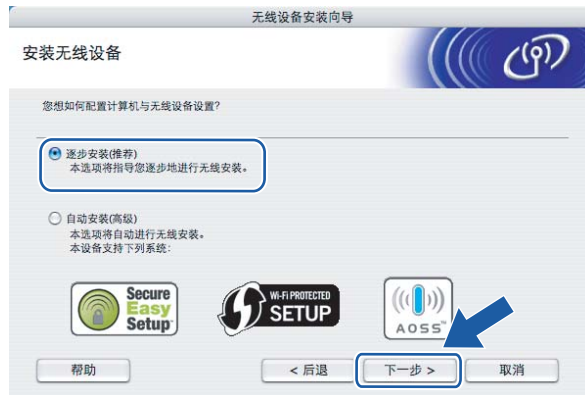 无线设备安装向导
安装无线设备
您想如何配置计算机与无线设备设置?
逐步安装(推荐)
本选项将指导您逐步地进行无线安装。
自动安装(高级)
本选项将自动进行无线安装。
本设备支持下列系统:
Secure
Easy
Setup
WI-FI PROTECTED
SETUP
AOSS™
帮助
< 后退
下一步 >
取消